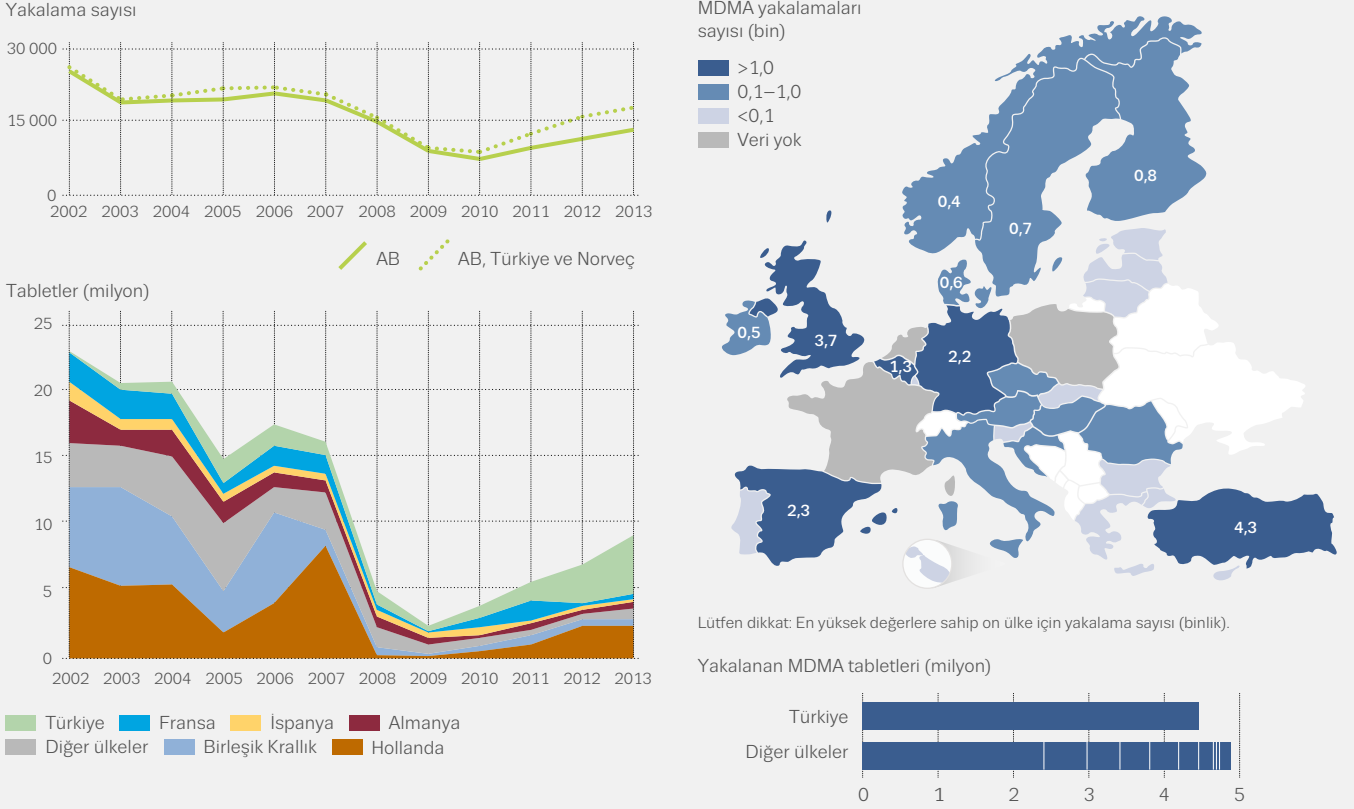 Yakalama sayısı
30 000
15 000
0
2002 2003 2004 2005 2006 2007 2008 2009 2010 2011 2012 2013
AB
AB, Türkiye ve Norveç
Tabletler (milyon)
25
20
15
10
5
0
2002 2003 2004 2005 2006 2007 2008 2009 2010 2011 2012 2013
Türkiye Fransa İspanya Almanya
Diğer ülkeler Birleşik Krallık Hollanda
MDMA yakalamaları
sayısı (bin)
>1,0
0,1–1,0
<0,1
Veri yok
0,8
0,4
0,7
0,6
0,5
3,7
2,2
1,3
2,3
4,3
Lütfen dikkat: En yüksek değerlere sahip on ülke için yakalama sayısı (binlik).
Yakalanan MDMA tabletleri (milyon)
Türkiye
Diğer ülkeler
0 1 2 3 4 5